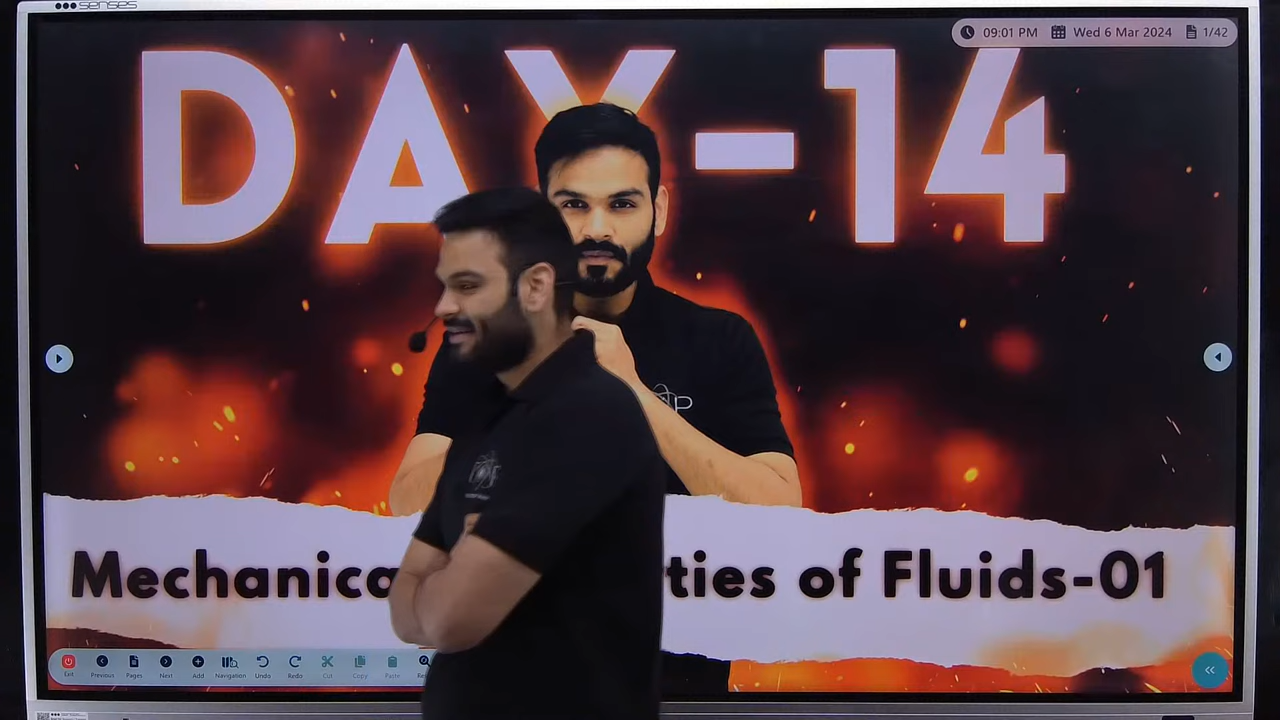 senses
09:01 PM Wed 6 Mar 2024 1/42
DAY-14
Mechanica ties of Fluids-01
Exit Previous Pages Next Add Navigation Undo Redo Cut Copy Paste